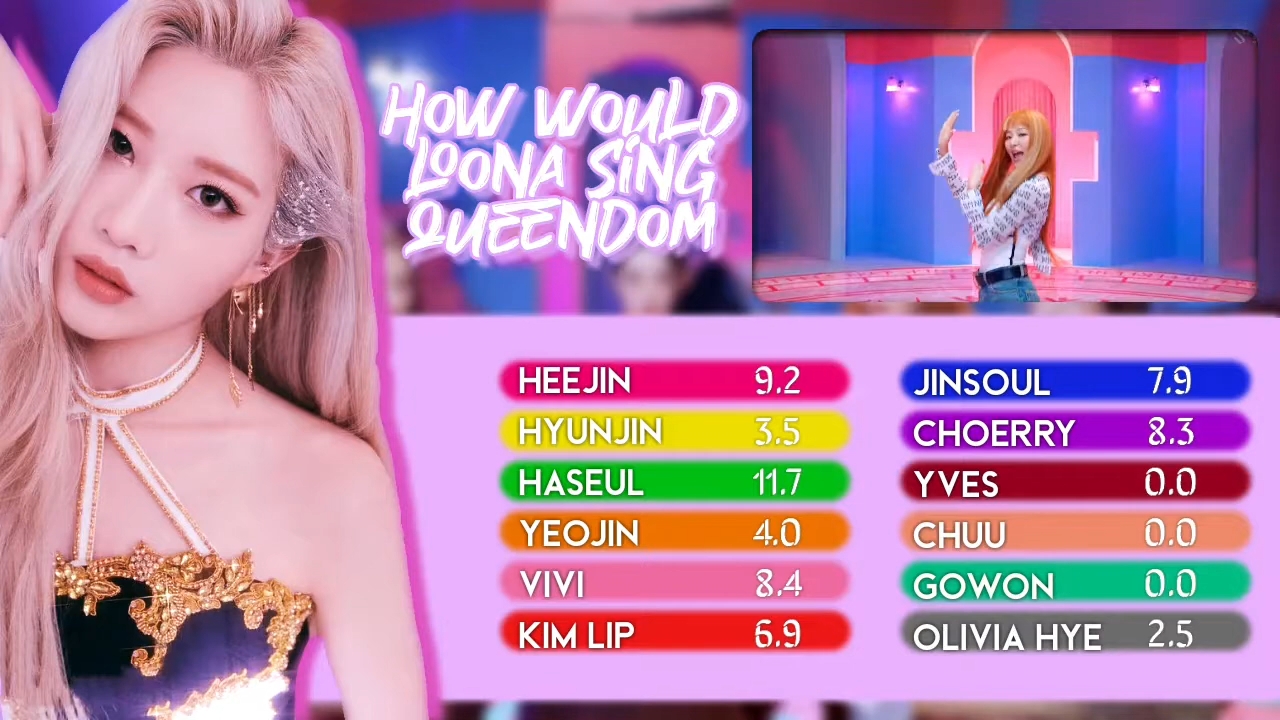 HOW WOULD
LOONA SING
QUEENDOM
HEEJIN 9.2
HYUNJIN 3.5
HASEUL 11.7
YEOJIN 4.0
VIVI 8.4
KIM LIP 6.9
JINSOUL 7.9
CHOERRY 8.3
YVES 0.0
CHUU 0.0
GOWON 0.0
OLIVIA HYE 2.5